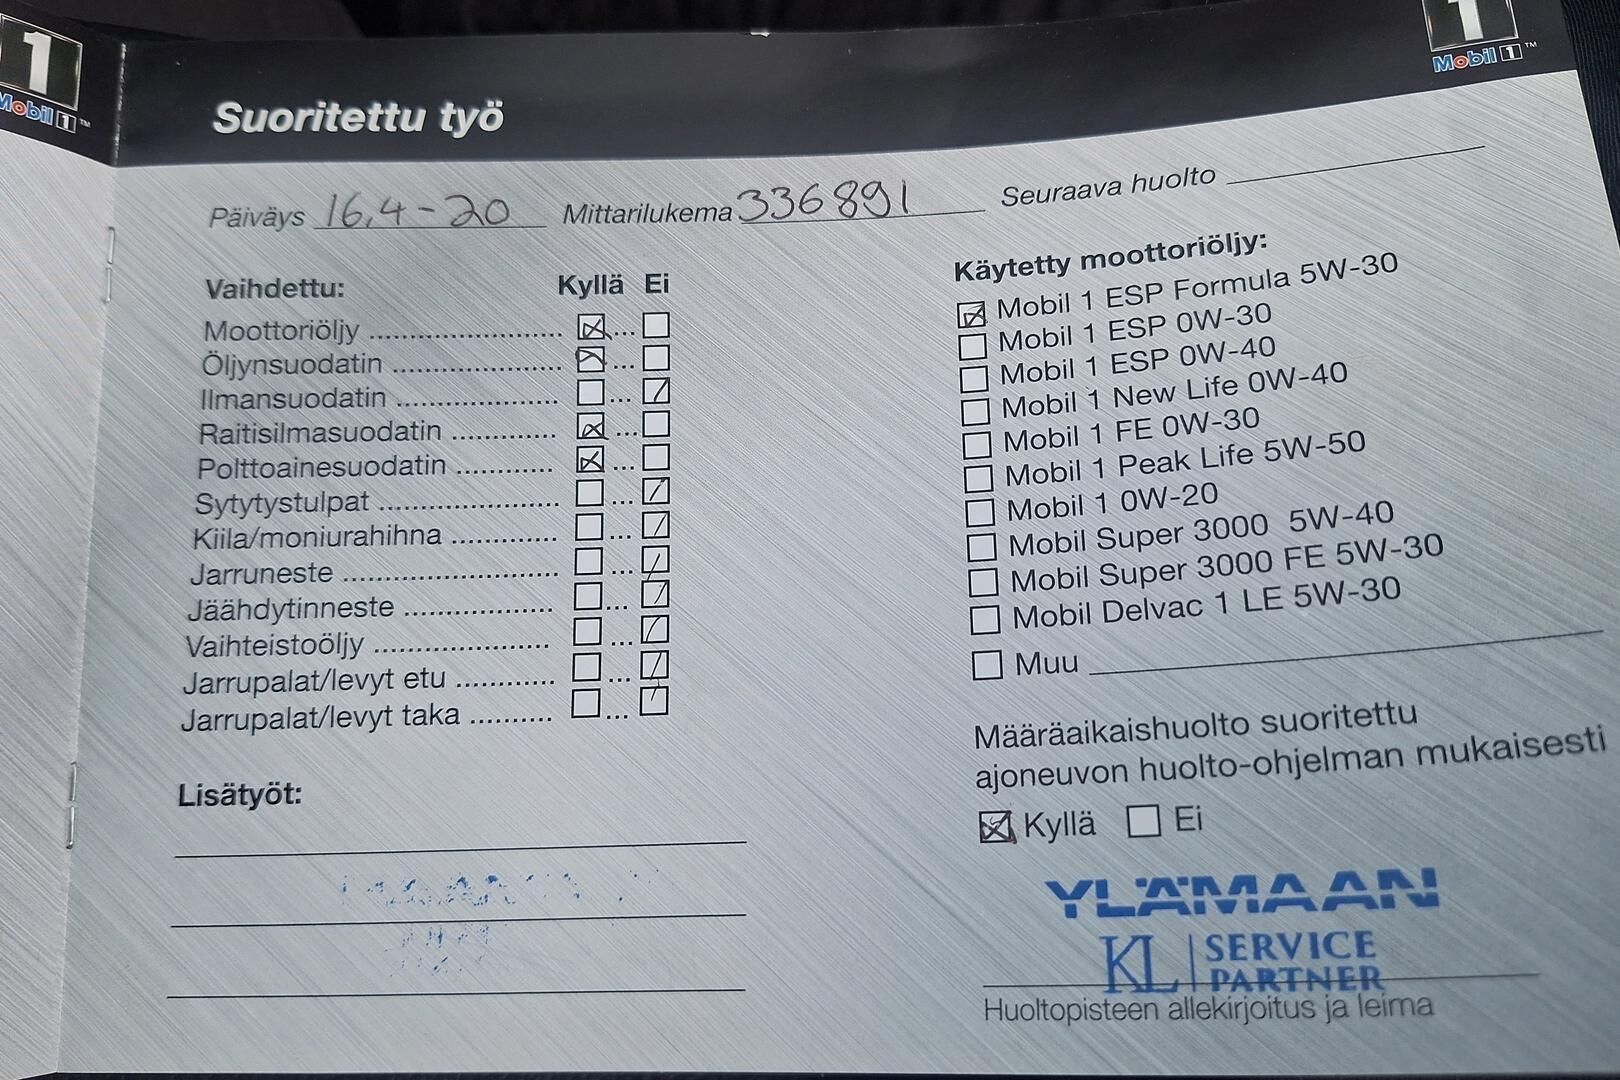 1
Mobil 1™
1
Mobil 1™
Suoritettu työ
Päiväys 16.4-20 Mittarilukema 336891 Seuraava huolto
Vaihdettu: Kyllä Ei
Moottoriöljy
Öljynsuodatin
Ilmansuodatin
Raitisilmasuodatin
Polttoainesuodatin
Sytytystulpat
Kiila/moniurahihna
Jarruneste
Jäähdytinneste
Vaihteistoöljy
Jarrupalat/levyt etu
Jarrupalat/levyt taka
Lisätyöt:
Käytetty moottoriöljy:
Mobil 1 ESP Formula 5W-30
Mobil 1 ESP 0W-30
Mobil 1 ESP 0W-40
Mobil 1 New Life 0W-40
Mobil 1 FE 0W-30
Mobil 1 Peak Life 5W-50
Mobil 1 0W-20
Mobil Super 3000 5W-40
Mobil Super 3000 FE 5W-30
Mobil Delvac 1 LE 5W-30
Muu
Määräaikaishuolto suoritettu
ajoneuvon huolto-ohjelman mukaisesti
Kyllä Ei
YLÄMAAN
KL SERVICE
PARTNER
Huoltopisteen allekirjoitus ja leima